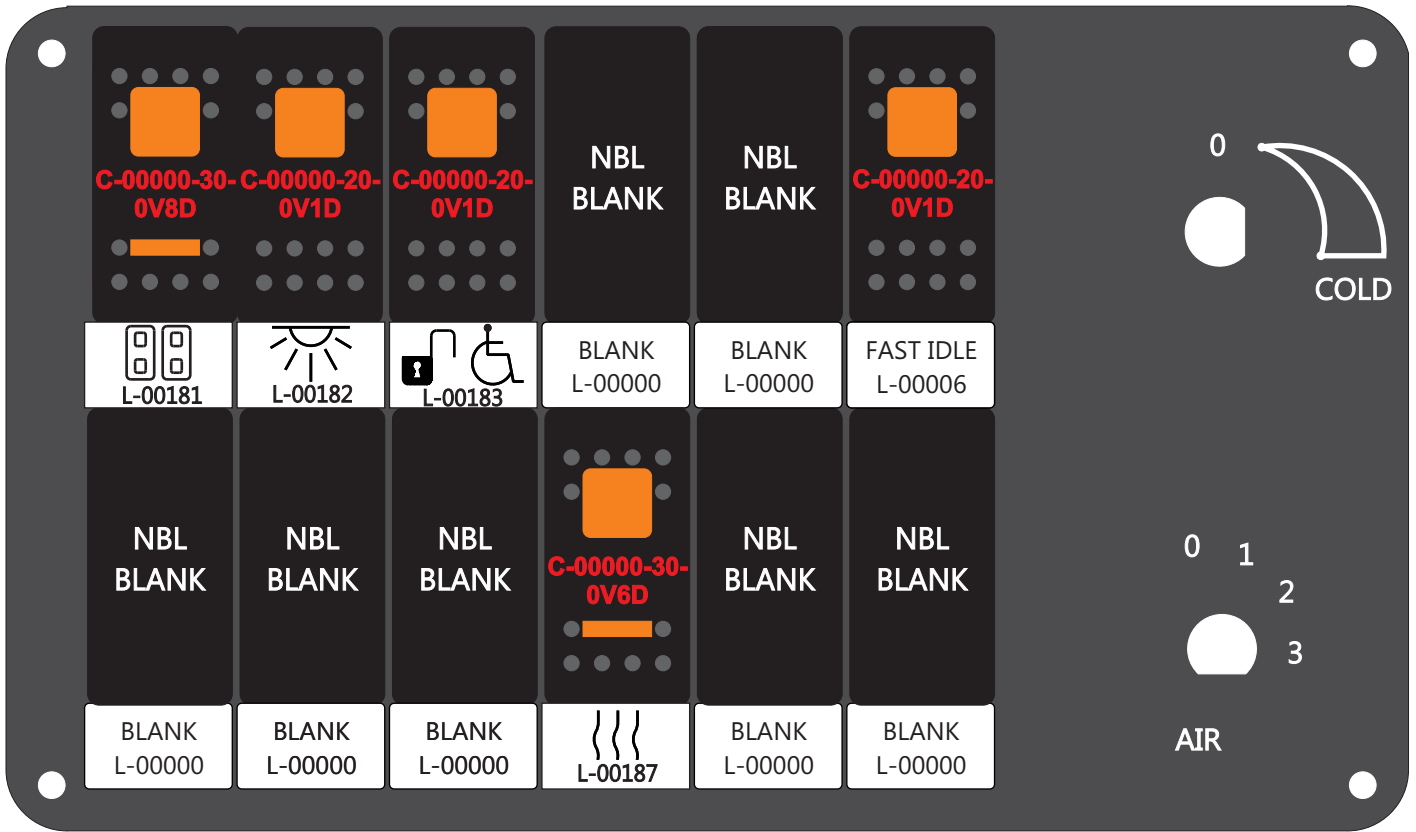 C-00000-30-
0V8D
C-00000-20-
0V1D
C-00000-20-
0V1D
NBL
BLANK
NBL
BLANK
C-00000-20-
0V1D
0
COLD
L-00181
L-00182
L-00183
BLANK
L-00000
BLANK
L-00000
FAST IDLE
L-00006
NBL
BLANK
NBL
BLANK
NBL
BLANK
C-00000-30-
0V6D
NBL
BLANK
NBL
BLANK
0
1
2
3
AIR
BLANK
L-00000
BLANK
L-00000
BLANK
L-00000
L-00187
BLANK
L-00000
BLANK
L-00000